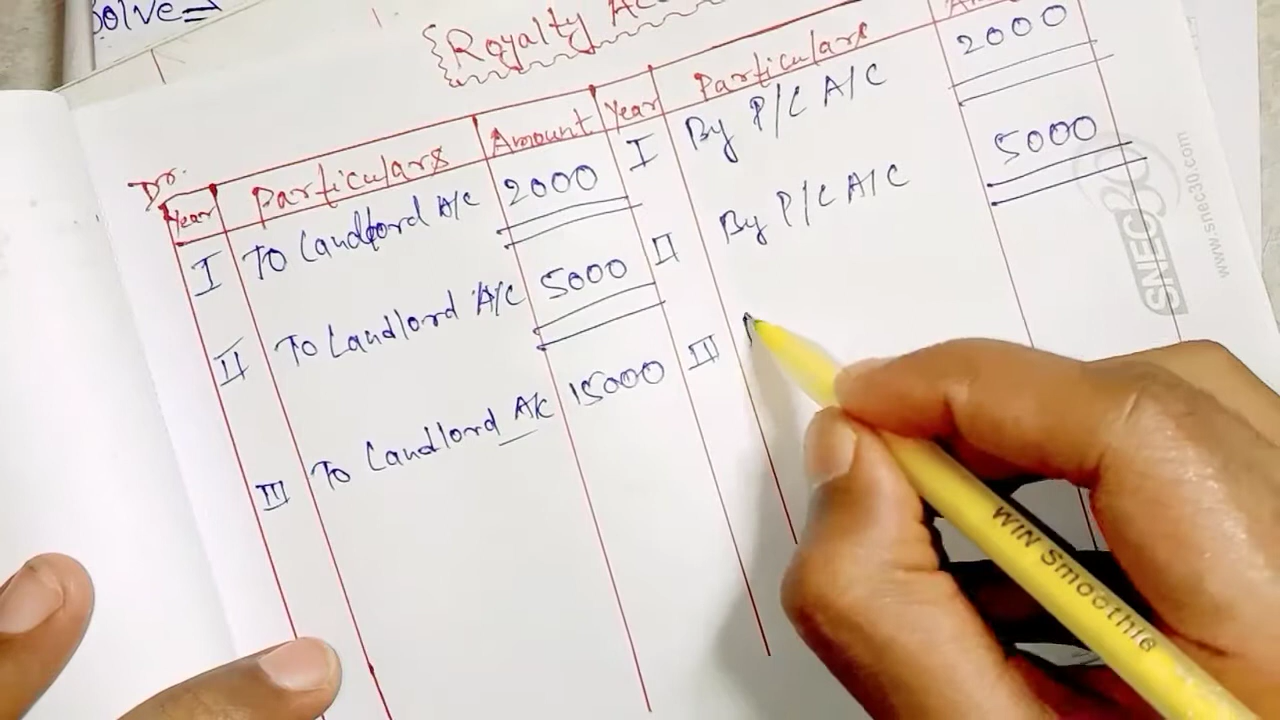 Solve⇒
Royalty Ac
Dr.
Year Particulars Amount Year Particulars
I To Landlord A/c 2000 I By P/L A/C 2000
II To Landlord A/C 5000 II By P/L A/C 5000
III To Landlord A/c 15000 III
SNEC30
www.snec30.com
WIN Smoothie